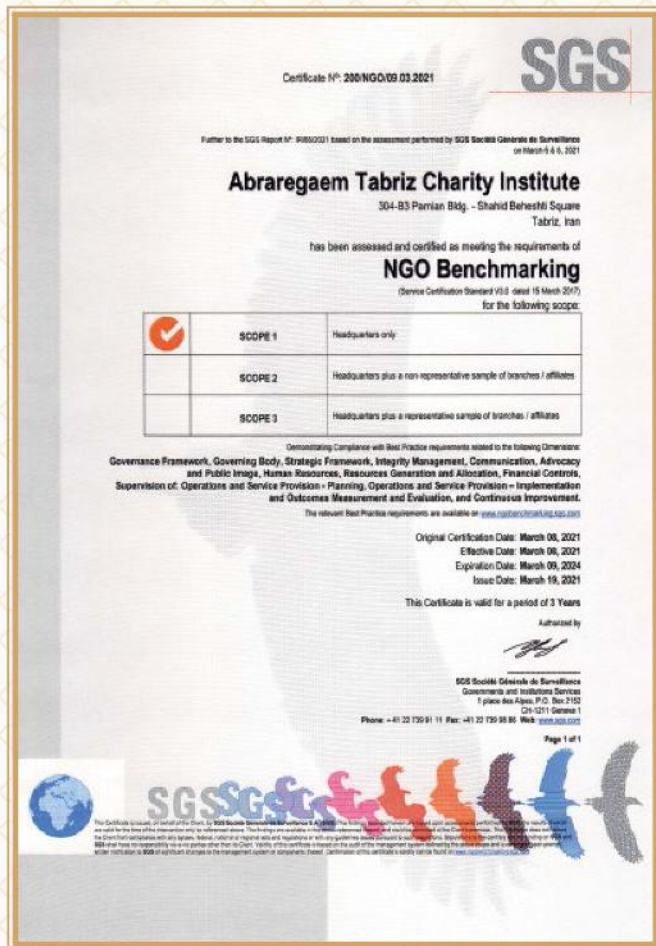 SGS
Certificate Nº: 200/NGO/09.03.2021
Further to the SGS Report Nº: based on the assessment performed by SGS Société Générale de Surveillance
on March 5 & 6, 2021
Abraregaem Tabriz Charity Institute
304-B3 Pamian Bldg. - Shahid Beheshti Square
Tabriz, Iran
has been assessed and certified as meeting the requirements of
NGO Benchmarking
(Service Certification Standard V3.0 dated 15 March 2017)
for the following scope:
SCOPE 1 Headquarters only
SCOPE 2 Headquarters plus a non-representative sample of branches / affiliates
SCOPE 3 Headquarters plus a representative sample of branches / affiliates
Demonstrating Compliance with Best Practice requirements related to the following Dimensions:
Governance Framework, Governing Body, Strategic Framework, Integrity Management, Communication, Advocacy
and Public Image, Human Resources, Resources Generation and Allocation, Financial Controls,
Supervision of: Operations and Service Provision - Planning, Operations and Service Provision – Implementation
and Outcomes Measurement and Evaluation, and Continuous Improvement.
The relevant Best Practice requirements are available on www.ngobenchmarking.sgs.com
Original Certification Date: March 08, 2021
Effective Date: March 08, 2021
Expiration Date: March 09, 2024
Issue Date: March 19, 2021
This Certificate is valid for a period of 3 Years
Authorized by
SGS Société Générale de Surveillance
Governments and Institutions Services
1 place des Alpes, P.O. Box 2152
CH-1211 Geneva 1
Phone: +41 22 739 91 11 Fax: +41 22 739 98 86 Web: www.sgs.com
Page 1 of 1
SGSSGSSGS